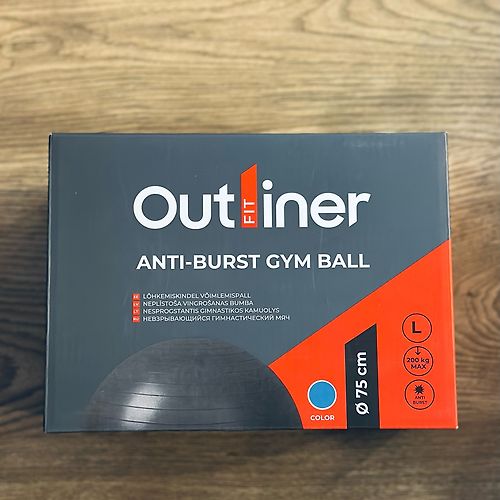 Outliner
FIT
ANTI-BURST GYM BALL
EE LÕHKEMISKINDEL VÕIMLEMISPALL
LV NEPLĪSTOŠA VINGROŠANAS BUMBA
LT NESPROGSTANTIS GIMNASTIKOS KAMUOLYS
RU НЕВЗРЫВАЮЩИЙСЯ ГИМНАСТИЧЕСКИЙ МЯЧ
L
200 kg
MAX
ANTI
BURST
Ø 75 cm
COLOR